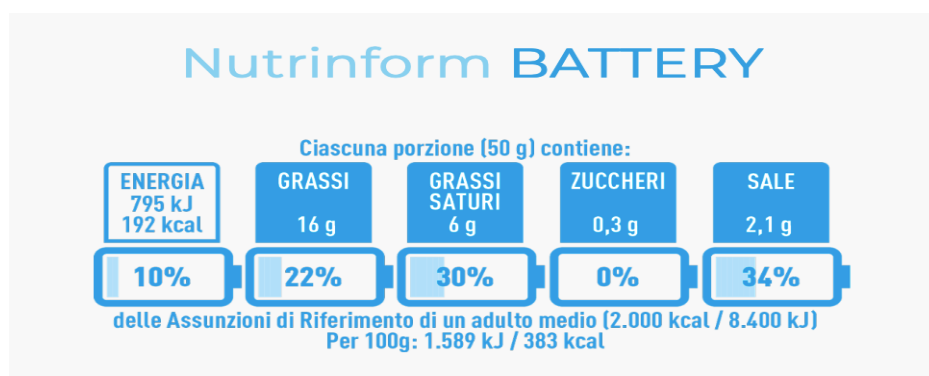 Nutrinform BATTERY
Ciascuna porzione (50 g) contiene:
ENERGIA
795 kJ
192 kcal
10%
GRASSI
16 g
22%
GRASSI
SATURI
6 g
30%
ZUCCHERI
0,3 g
0%
SALE
2,1 g
34%
delle Assunzioni di Riferimento di un adulto medio (2.000 kcal / 8.400 kJ)
Per 100g: 1.589 kJ / 383 kcal